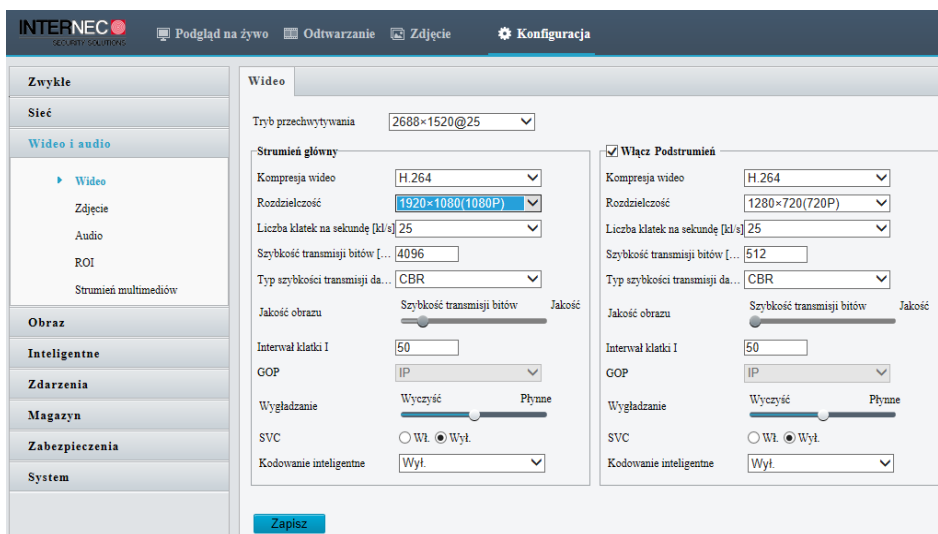 INTERNEC
SECURITY SOLUTIONS
Podgląd na żywo Odtwarzanie Zdjęcie Konfiguracja
Zwykłe
Sieć
Wideo i audio
Wideo
Zdjęcie
Audio
ROI
Strumień multimediów
Obraz
Inteligentne
Zdarzenia
Magazyn
Zabezpieczenia
System
Wideo
Tryb przechwytywania 2688×1520@25
Strumień główny
Kompresja wideo H.264
Rozdzielczość 1920×1080(1080P)
Liczba klatek na sekundę [kl/s] 25
Szybkość transmisji bitów [... 4096
Typ szybkości transmisji da... CBR
Jakość obrazu Szybkość transmisji bitów Jakość
Interwał klatki I 50
GOP IP
Wygładzanie Wyczyść Płynne
SVC Wł. Wył.
Kodowanie inteligentne Wył.
Włącz Podstrumień
Kompresja wideo H.264
Rozdzielczość 1280×720(720P)
Liczba klatek na sekundę [kl/s] 25
Szybkość transmisji bitów [... 512
Typ szybkości transmisji da... CBR
Jakość obrazu Szybkość transmisji bitów Jakość
Interwał klatki I 50
GOP IP
Wygładzanie Wyczyść Płynne
SVC Wł. Wył.
Kodowanie inteligentne Wył.
Zapisz